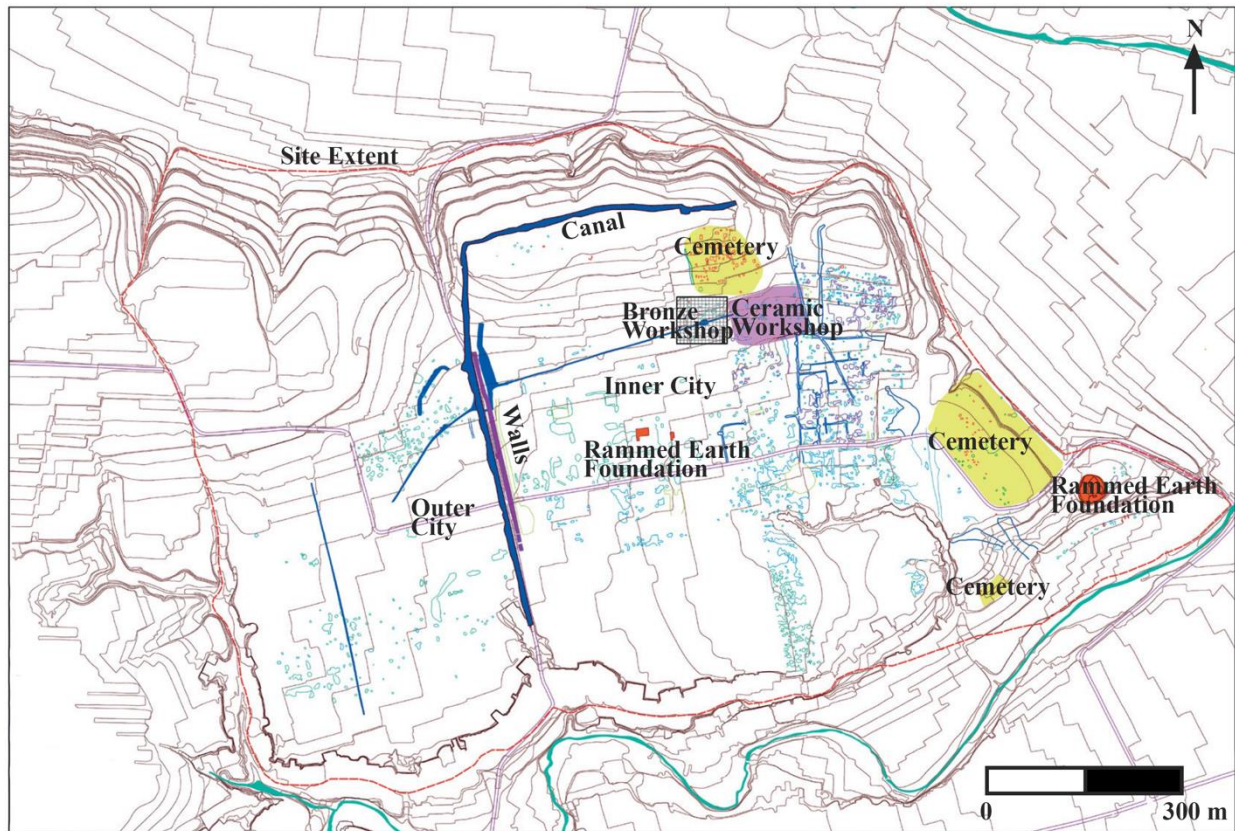 N
Site Extent
Canal
Cemetery
Bronze
Workshop
Ceramic
Workshop
Inner City
Walls
Rammed Earth
Foundation
Cemetery
Rammed Earth
Foundation
Outer
City
Cemetery
0
300 m